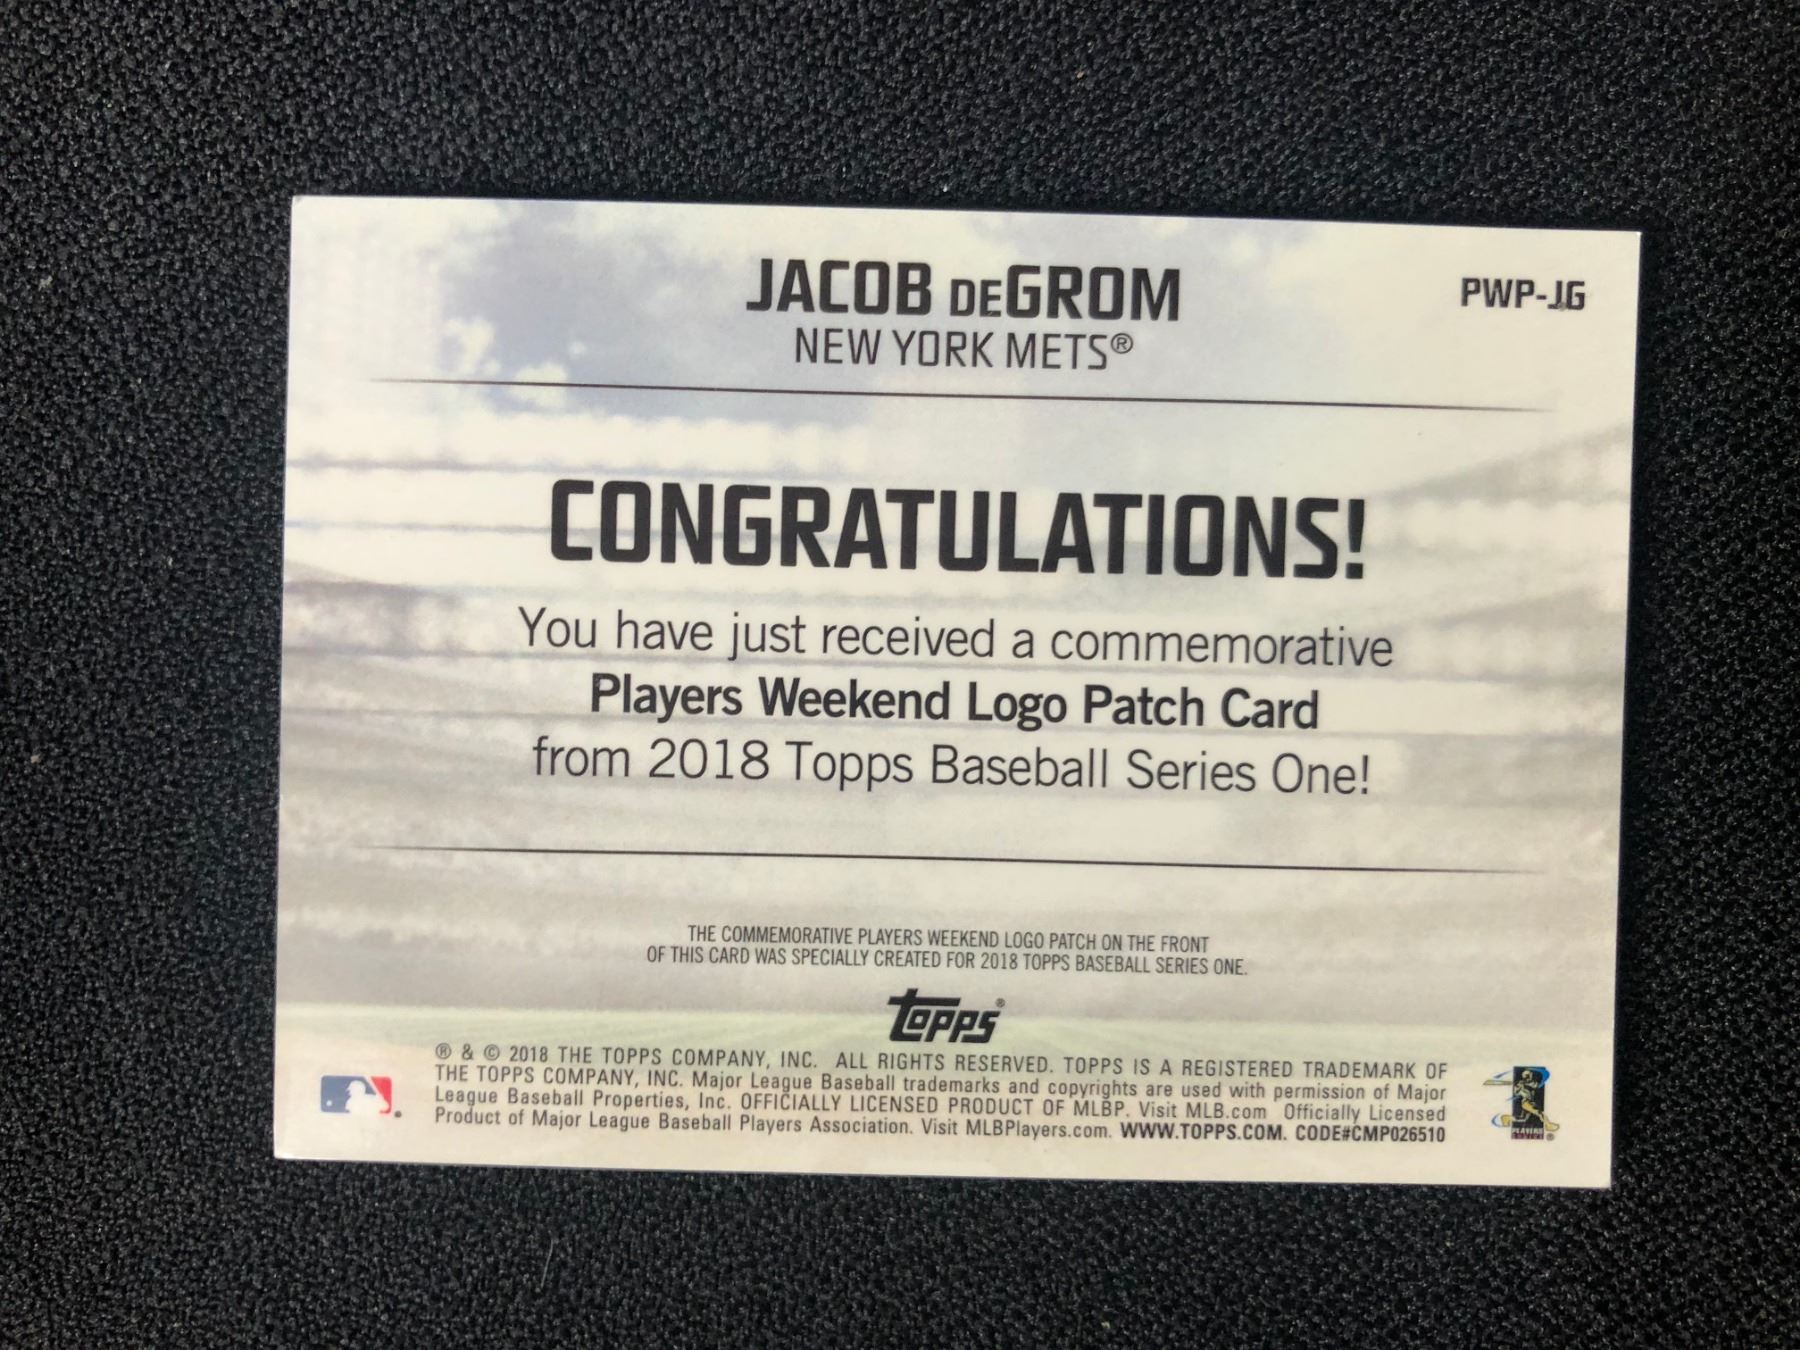 JACOB DEGROM
PWP-JG
NEW YORK METS®
CONGRATULATIONS!
You have just received a commemorative
Players Weekend Logo Patch Card
from 2018 Topps Baseball Series One!
THE COMMEMORATIVE PLAYERS WEEKEND LOGO PATCH ON THE FRONT
OF THIS CARD WAS SPECIALLY CREATED FOR 2018 TOPPS BASEBALL SERIES ONE.
topps®
® & © 2018 THE TOPPS COMPANY, INC. ALL RIGHTS RESERVED. TOPPS IS A REGISTERED TRADEMARK OF
THE TOPPS COMPANY, INC. Major League Baseball trademarks and copyrights are used with permission of Major
League Baseball Properties, Inc. OFFICIALLY LICENSED PRODUCT OF MLBP. Visit MLB.com Officially Licensed
Product of Major League Baseball Players Association. Visit MLBPlayers.com. WWW.TOPPS.COM. CODE#CMP026510
PLAYERS
CHOICE ®